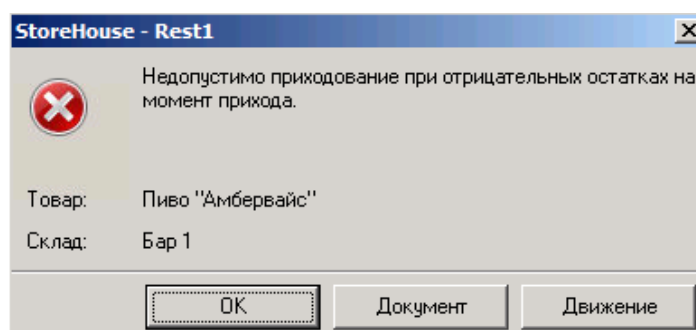 StoreHouse - Rest1
Недопустимо приходование при отрицательных остатках на
момент прихода.
Товар: Пиво "Амбервайс"
Склад: Бар 1
OK Документ Движение